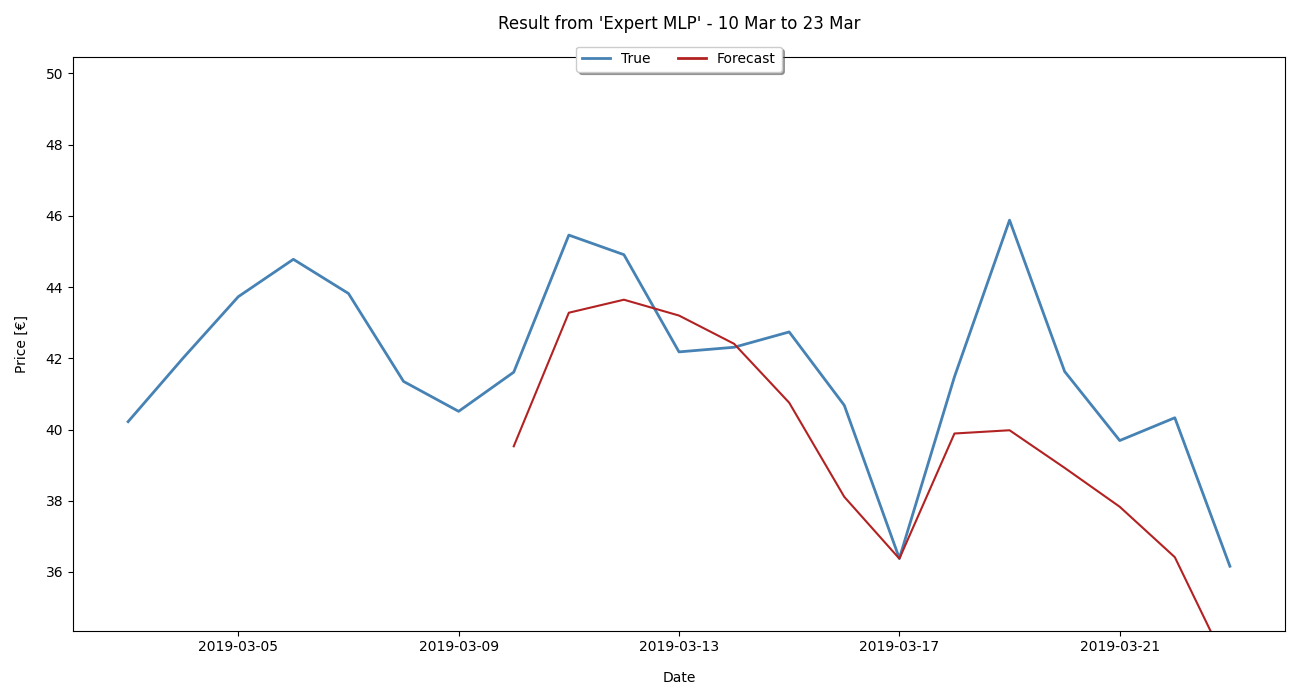 Result from 'Expert MLP' - 10 Mar to 23 Mar
True Forecast
50
48
46
44
42
40
38
36
Price [€]
2019-03-05 2019-03-09 2019-03-13 2019-03-17 2019-03-21
Date